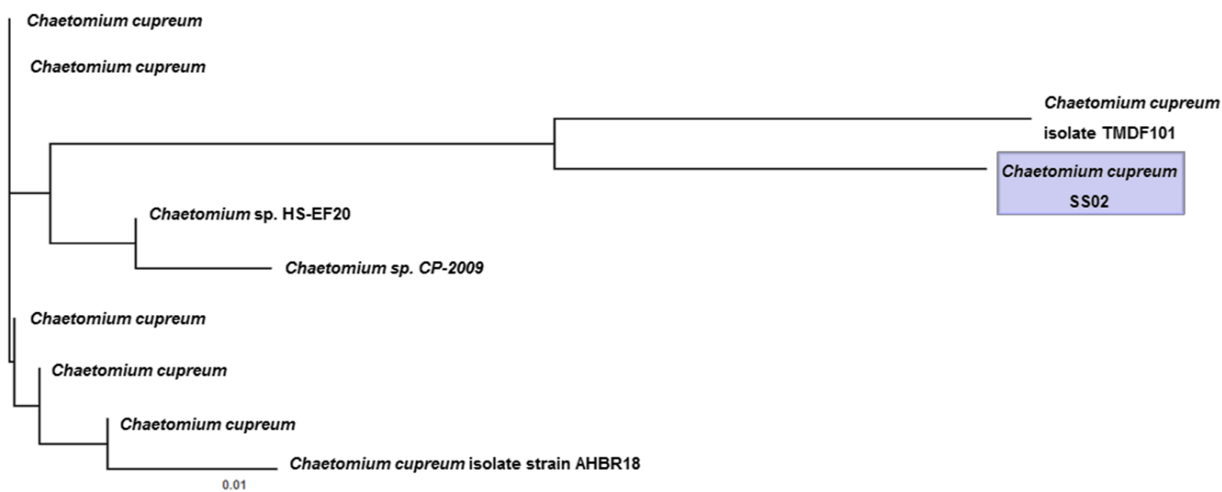 Chaetomium cupreum
Chaetomium cupreum
Chaetomium cupreum
isolate TMDF101
Chaetomium cupreum
SS02
Chaetomium sp. HS-EF20
Chaetomium sp. CP-2009
Chaetomium cupreum
Chaetomium cupreum
Chaetomium cupreum
Chaetomium cupreum isolate strain AHBR18
0.01